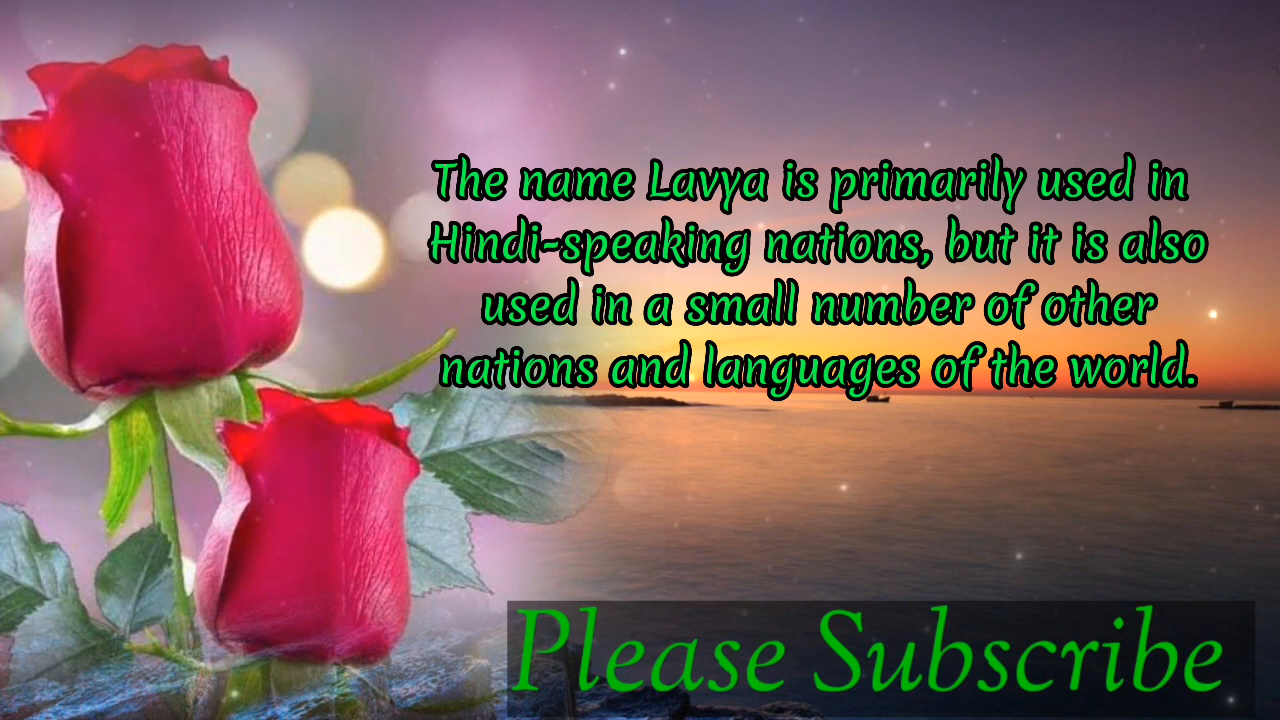 The name Lavya is primarily used in
Hindi-speaking nations, but it is also
used in a small number of other
nations and languages of the world.
Please Subscribe